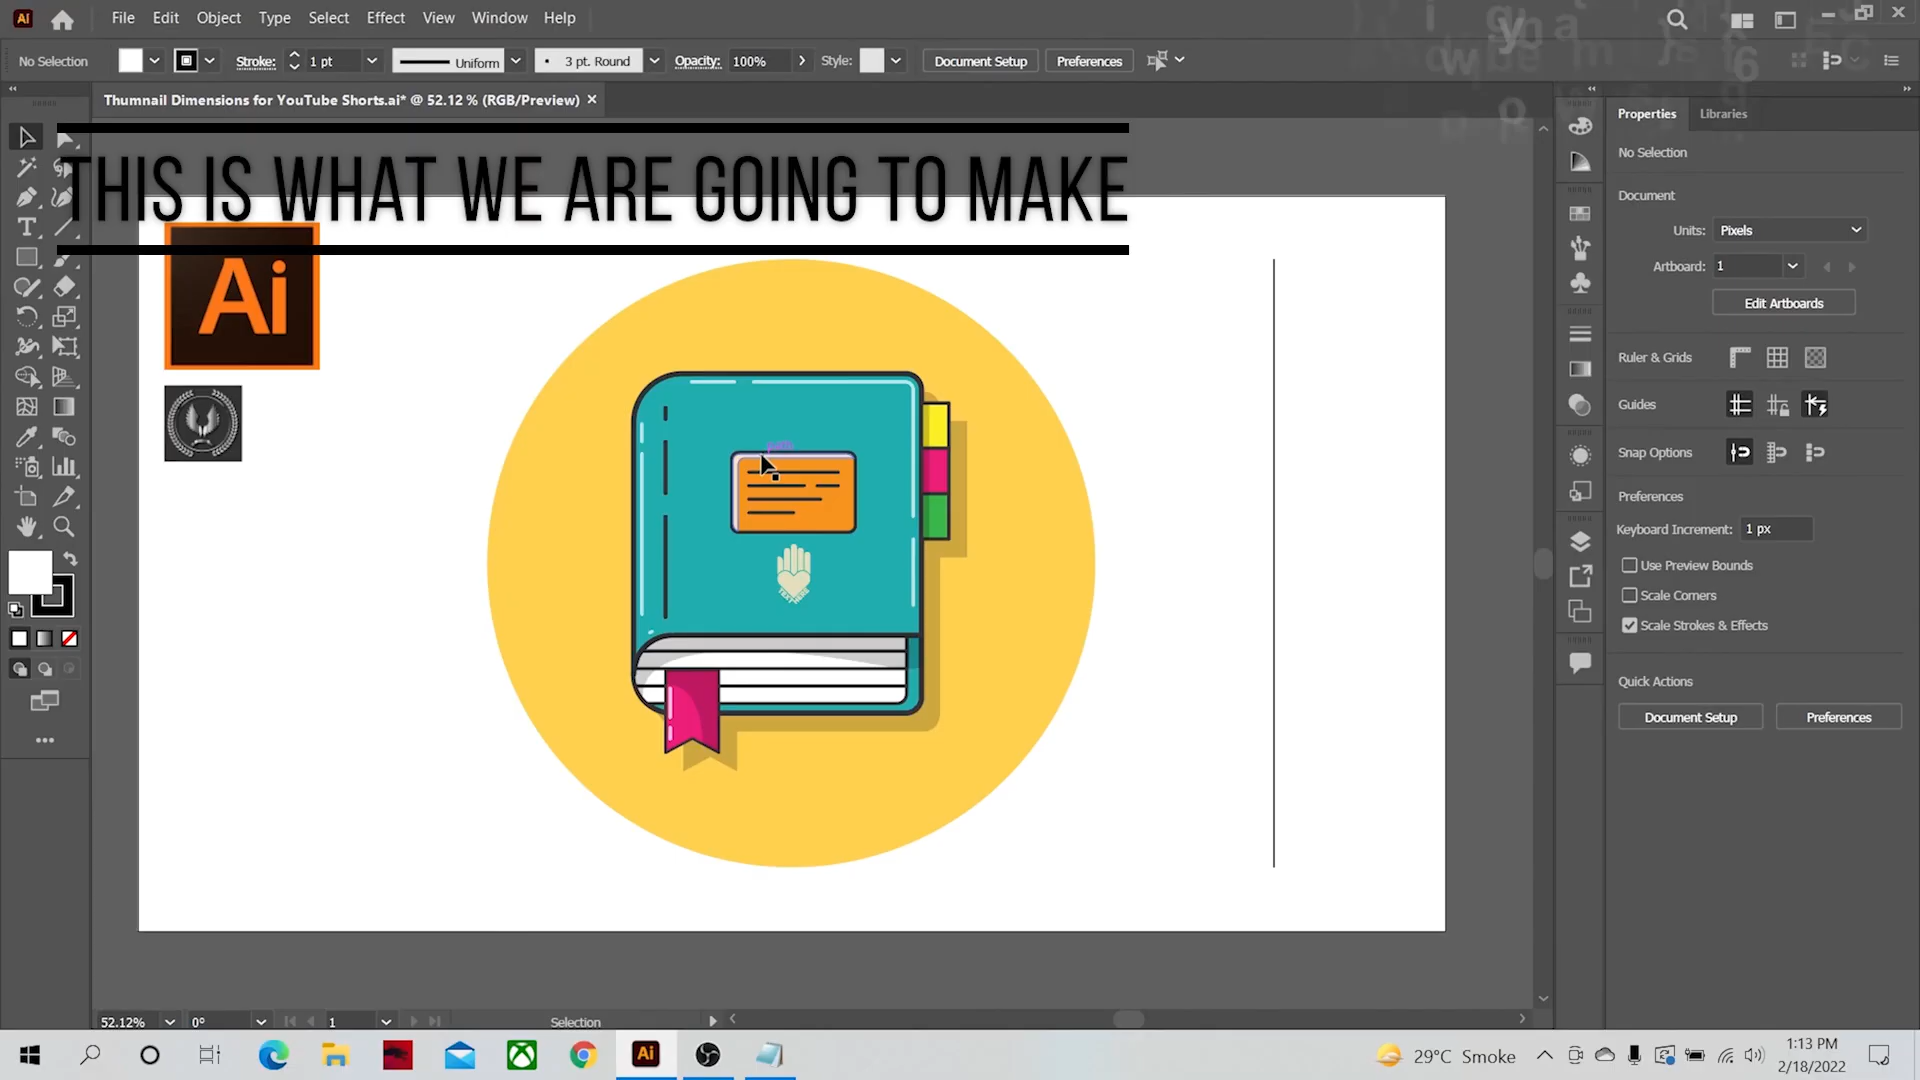 File Edit Object Type Select Effect View Window Help
No Selection Stroke: 1 pt Uniform 3 pt. Round Opacity: 100% Style: Document Setup Preferences
Thumnail Dimensions for YouTube Shorts.ai* @ 52.12 % (RGB/Preview)
THIS IS WHAT WE ARE GOING TO MAKE
Ai
Properties Libraries
No Selection
Document
Units: Pixels
Artboard: 1
Edit Artboards
Ruler & Grids
Guides
Snap Options
Preferences
Keyboard Increment: 1 px
Use Preview Bounds
Scale Corners
Scale Strokes & Effects
Quick Actions
Document Setup Preferences
52.12% 0° 1 Selection
29°C Smoke
1:13 PM
2/18/2022